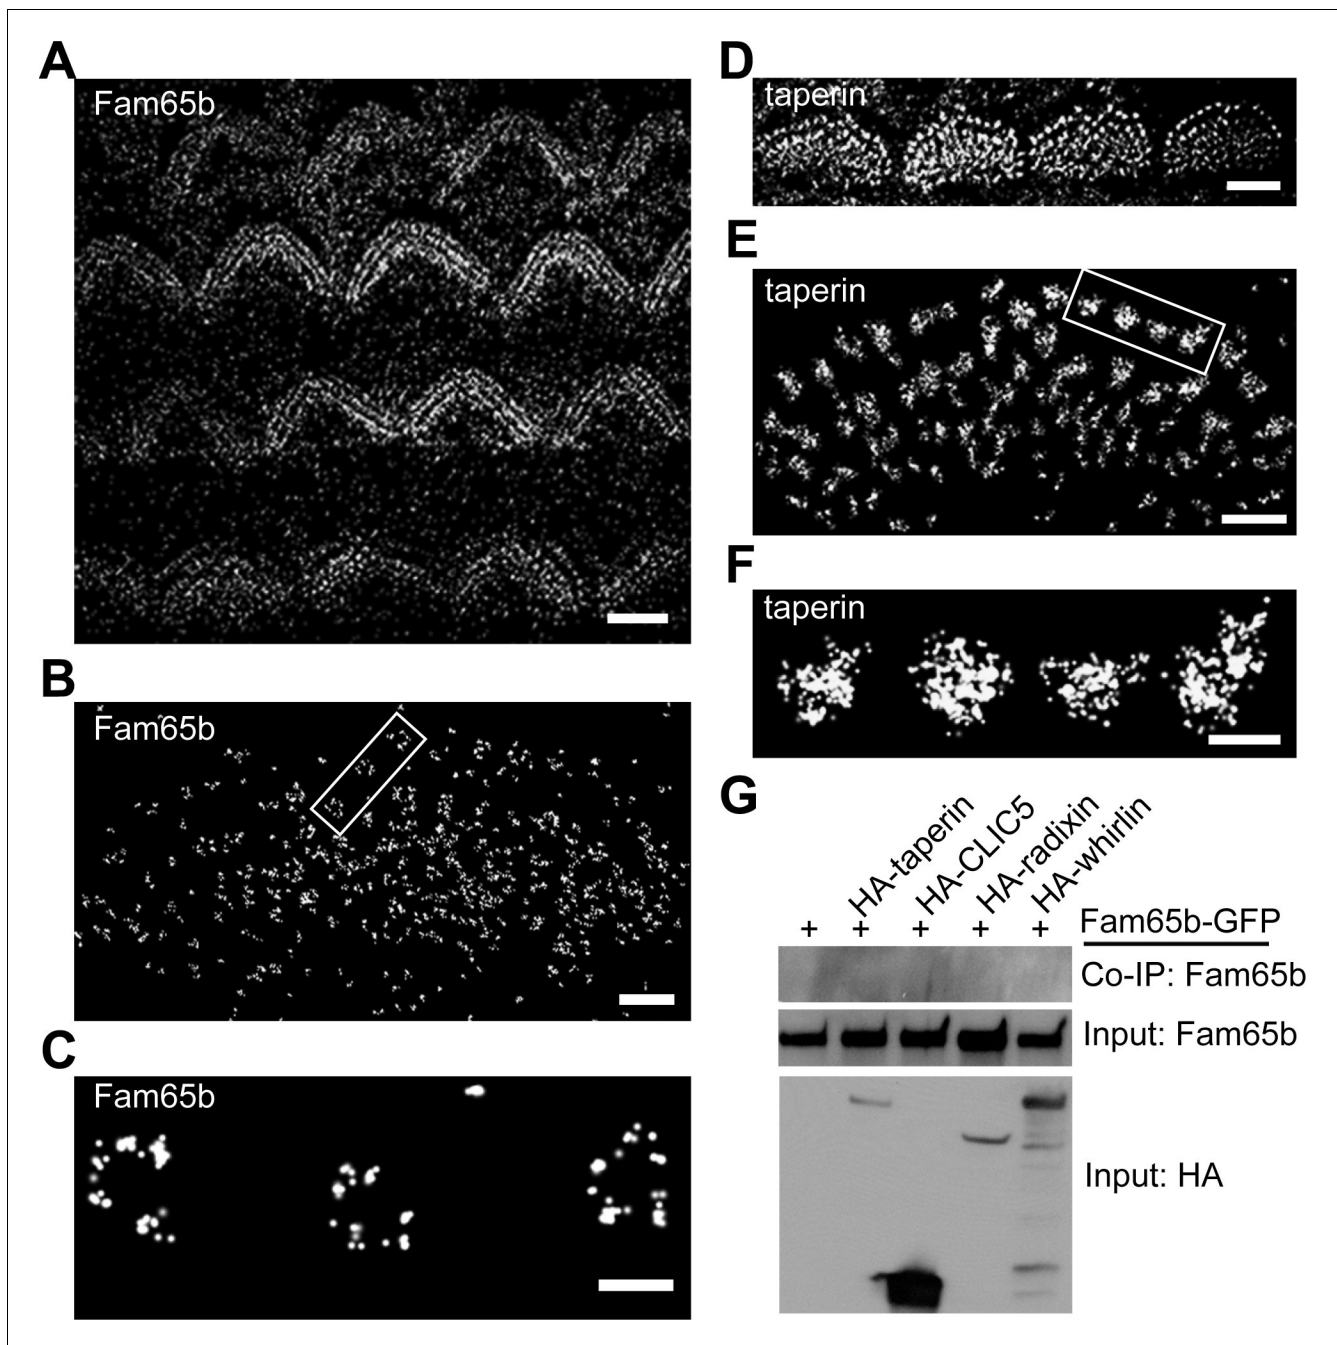 A
Fam65b
B
Fam65b
C
Fam65b
D
taperin
E
taperin
F
taperin
G
HA-taperin
HA-CLIC5
HA-radixin
HA-whirlin
+ + + + + Fam65b-GFP
Co-IP: Fam65b
Input: Fam65b
Input: HA